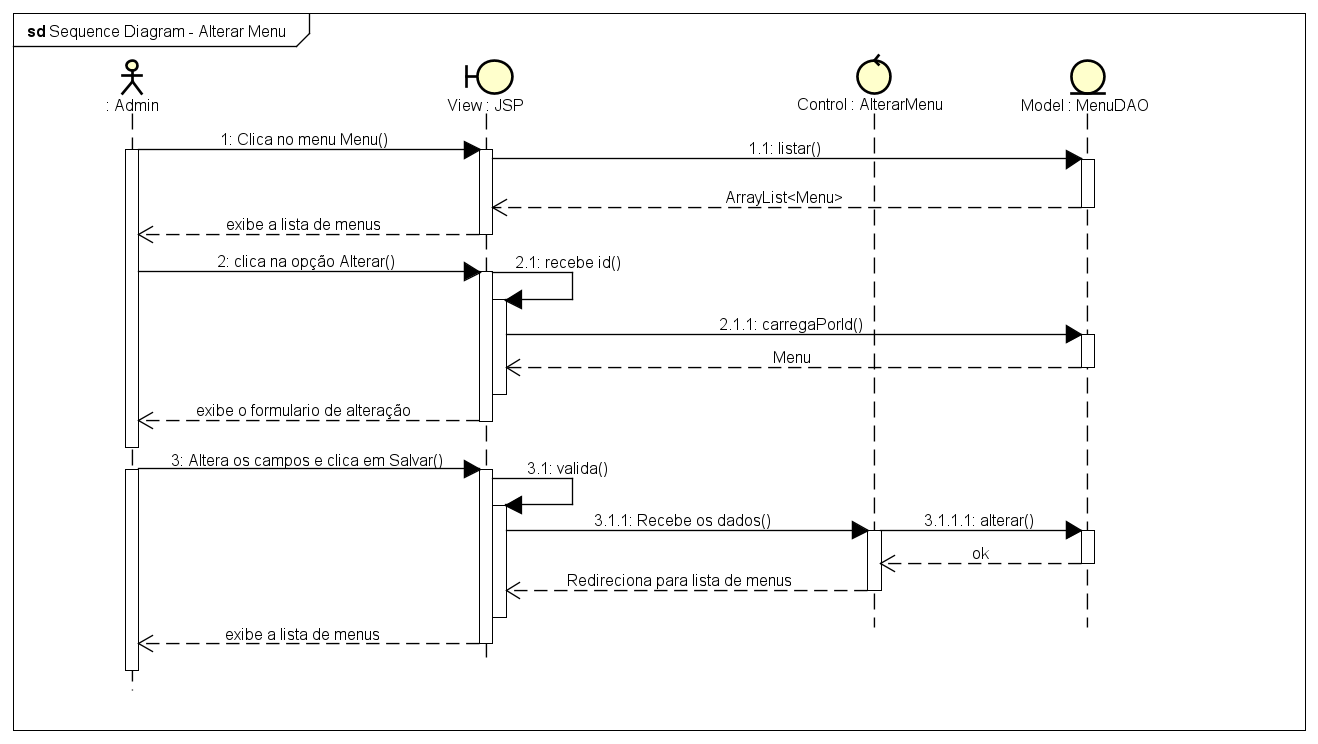 sd Sequence Diagram - Alterar Menu
: Admin
View : JSP
Control : AlterarMenu
Model : MenuDAO
1: Clica no menu Menu()
1.1: listar()
ArrayList<Menu>
exibe a lista de menus
2: clica na opção Alterar()
2.1: recebe id()
2.1.1: carregaPorId()
Menu
exibe o formulario de alteração
3: Altera os campos e clica em Salvar()
3.1: valida()
3.1.1: Recebe os dados()
3.1.1.1: alterar()
ok
Redireciona para lista de menus
exibe a lista de menus